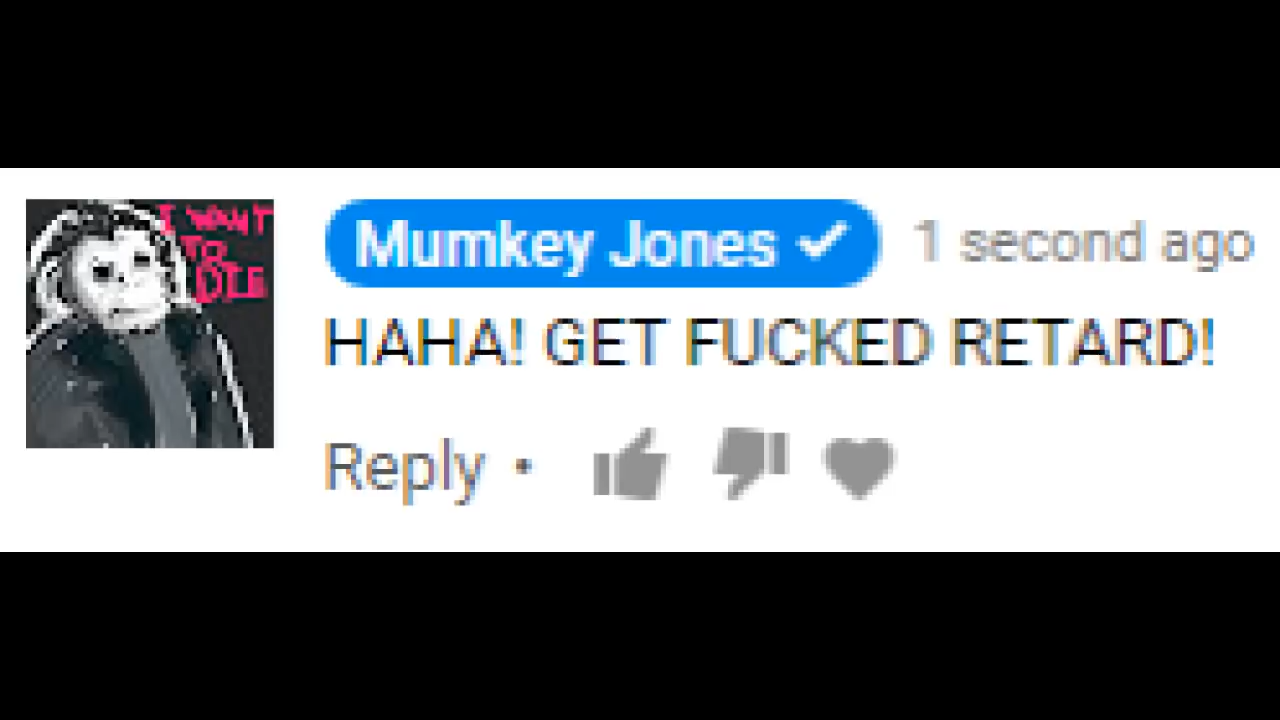 I WANT
TO
DIE
Mumkey Jones ✓ 1 second ago
HAHA! GET FUCKED RETARD!
Reply •